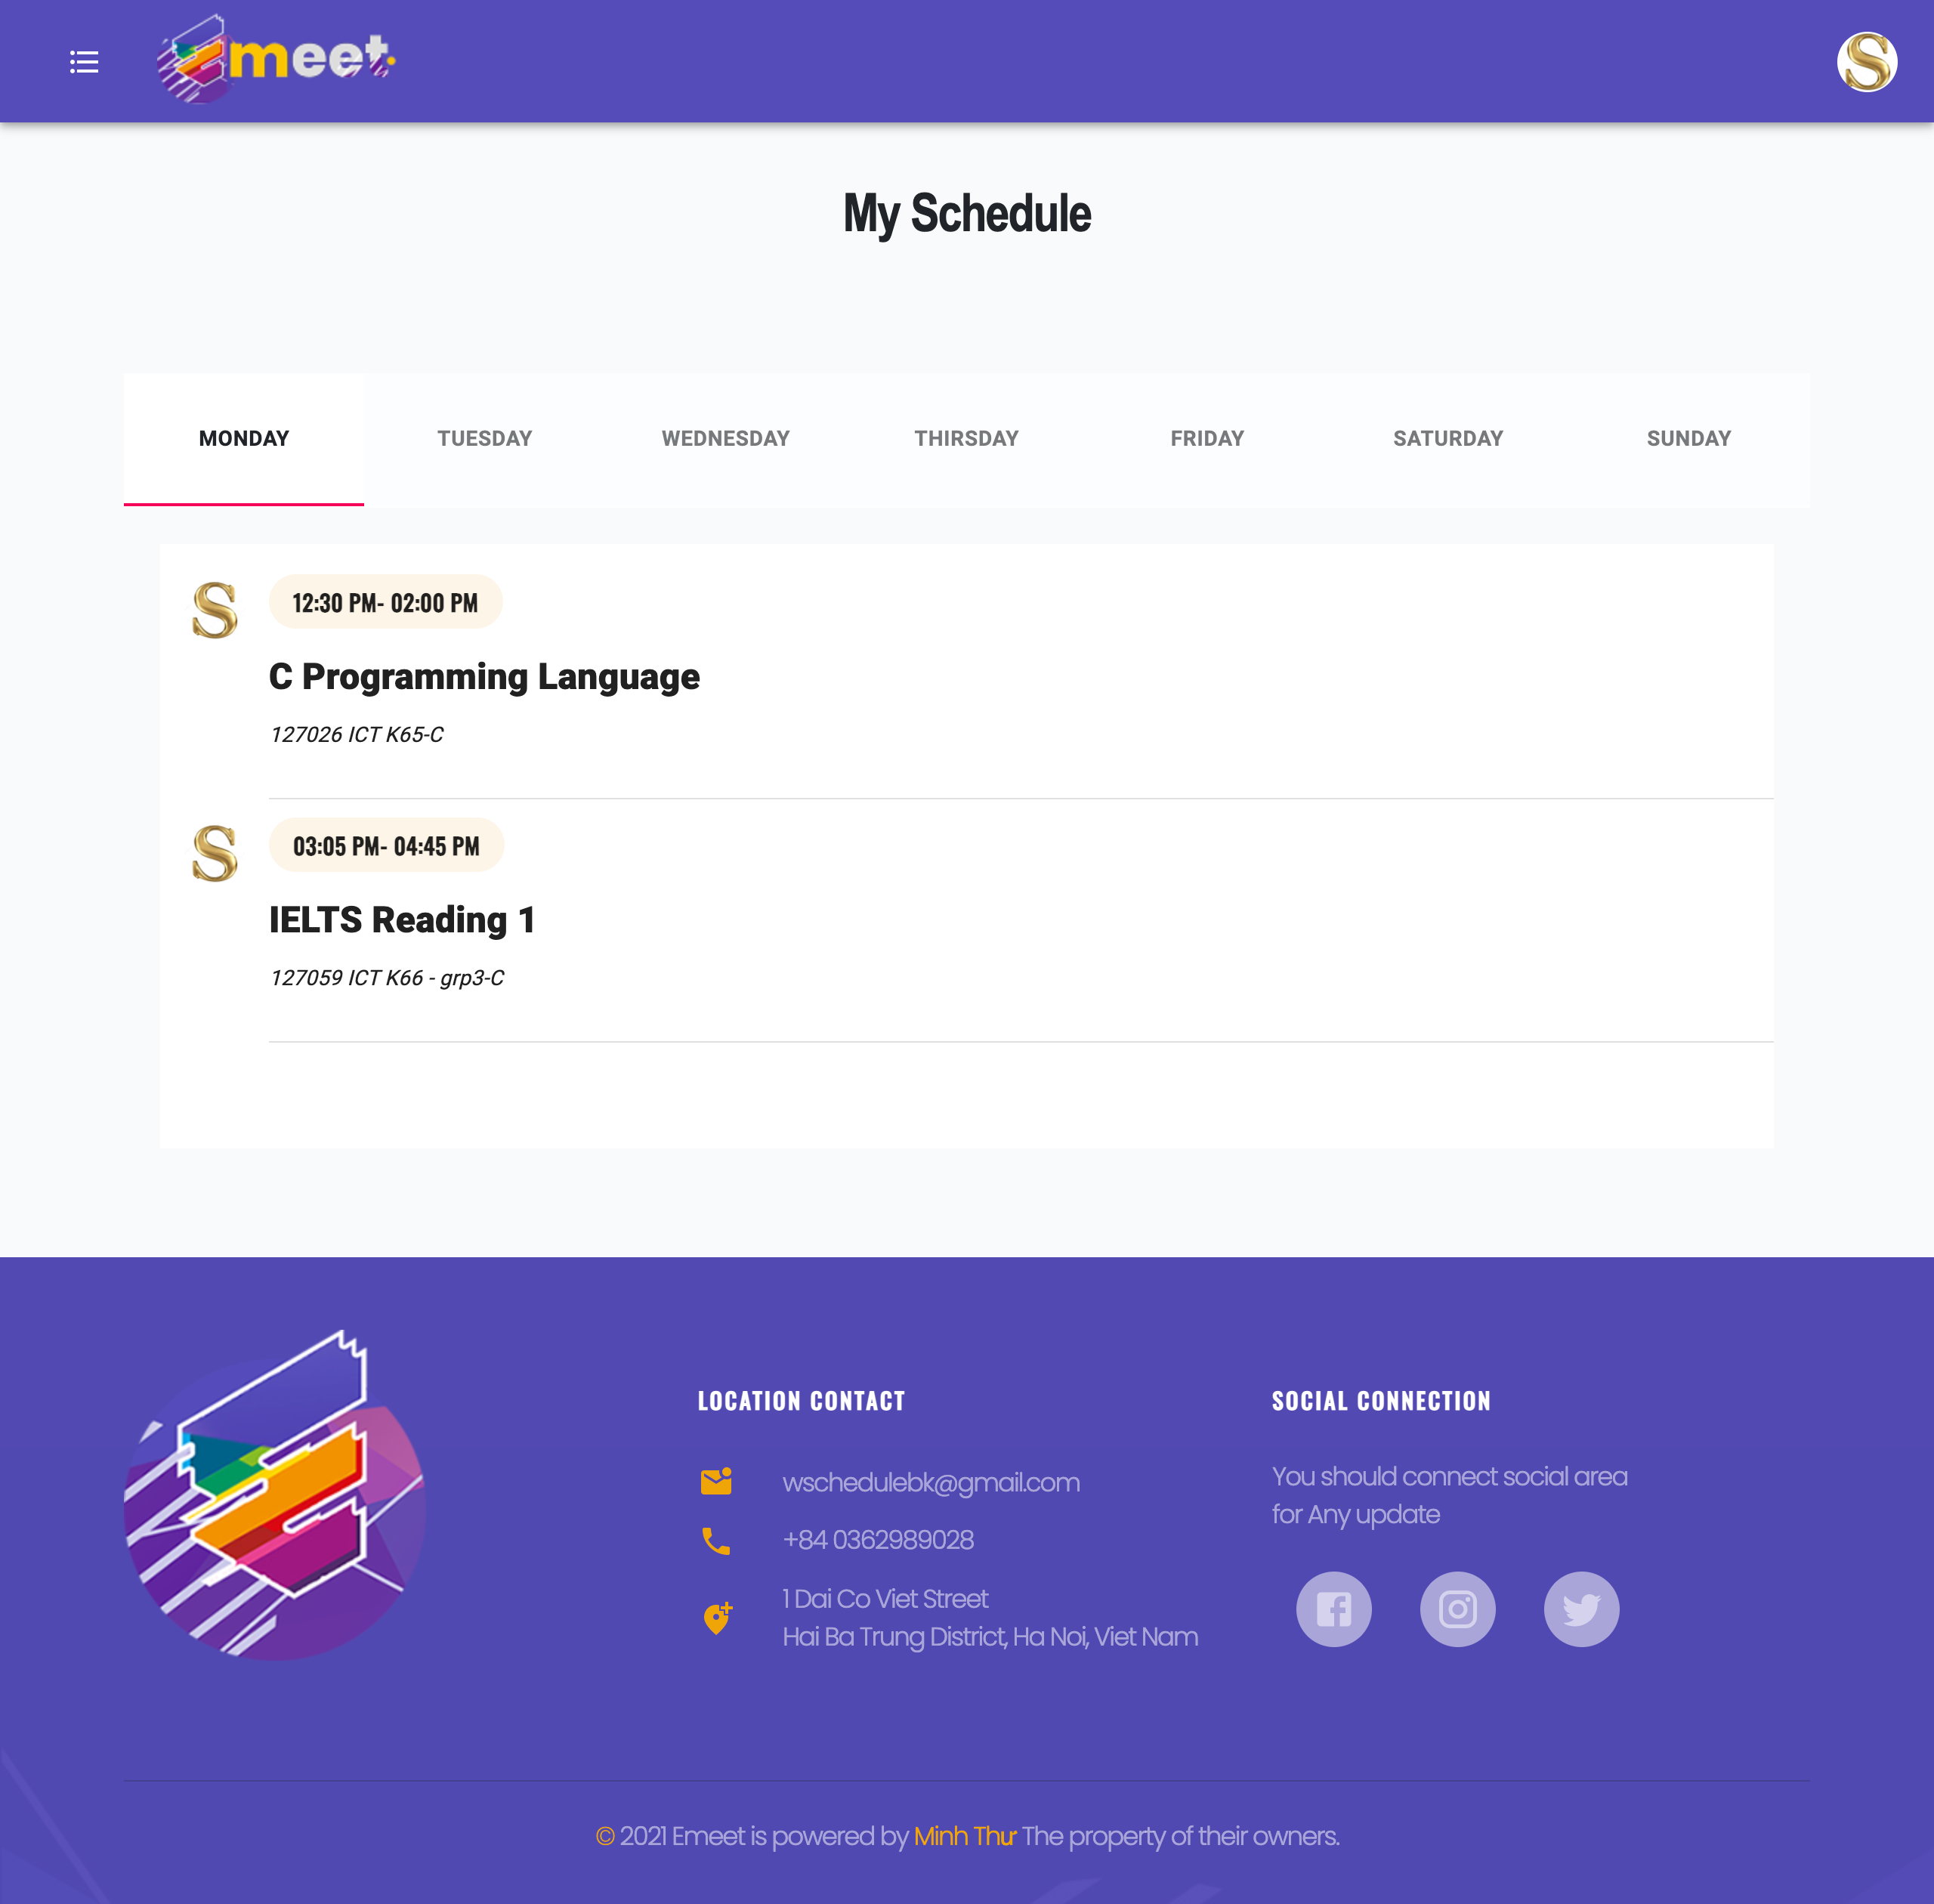 meet
My Schedule
MONDAY TUESDAY WEDNESDAY THIRSDAY FRIDAY SATURDAY SUNDAY
12:30 PM- 02:00 PM
C Programming Language
127026 ICT K65-C
03:05 PM- 04:45 PM
IELTS Reading 1
127059 ICT K66 - grp3-C
LOCATION CONTACT
wschedulebk@gmail.com
+84 0362989028
1 Dai Co Viet Street
Hai Ba Trung District, Ha Noi, Viet Nam
SOCIAL CONNECTION
You should connect social area
for Any update
© 2021 Emeet is powered by Minh Thư The property of their owners.